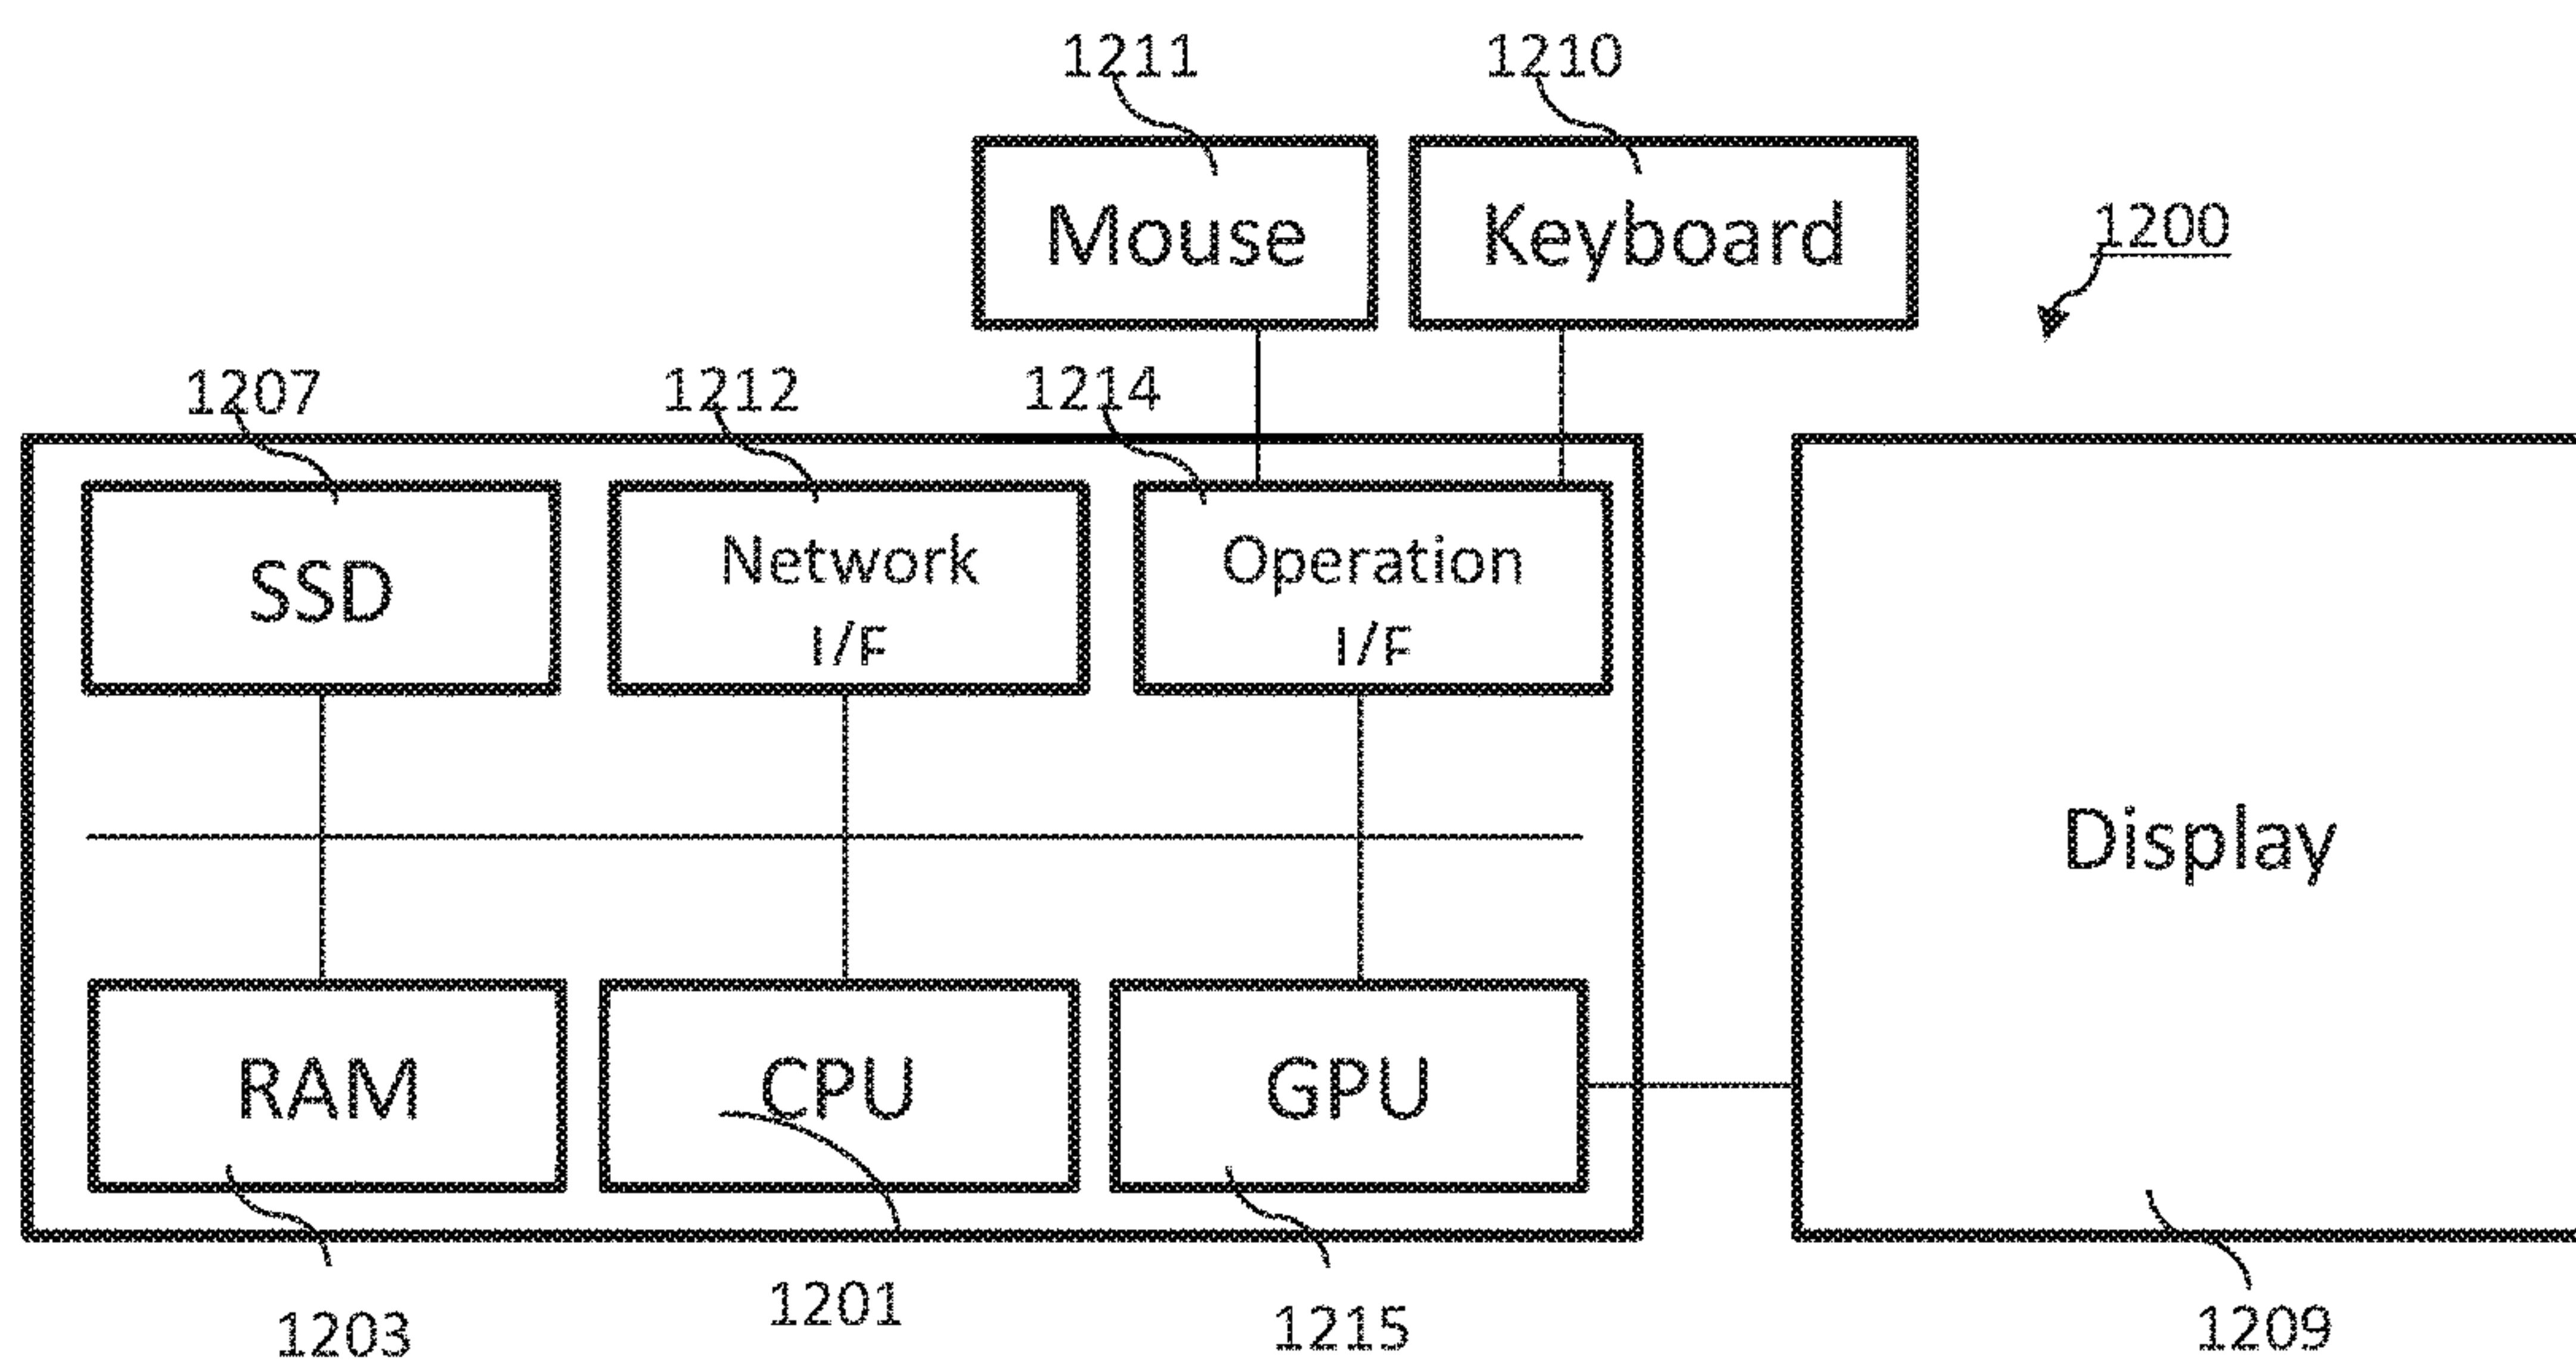 1211
1210
Mouse
Keyboard
1200
1207
1212
1214
SSD
Network
I/F
Operation
I/F
Display
RAM
CPU
GPU
1203
1201
1215
1209